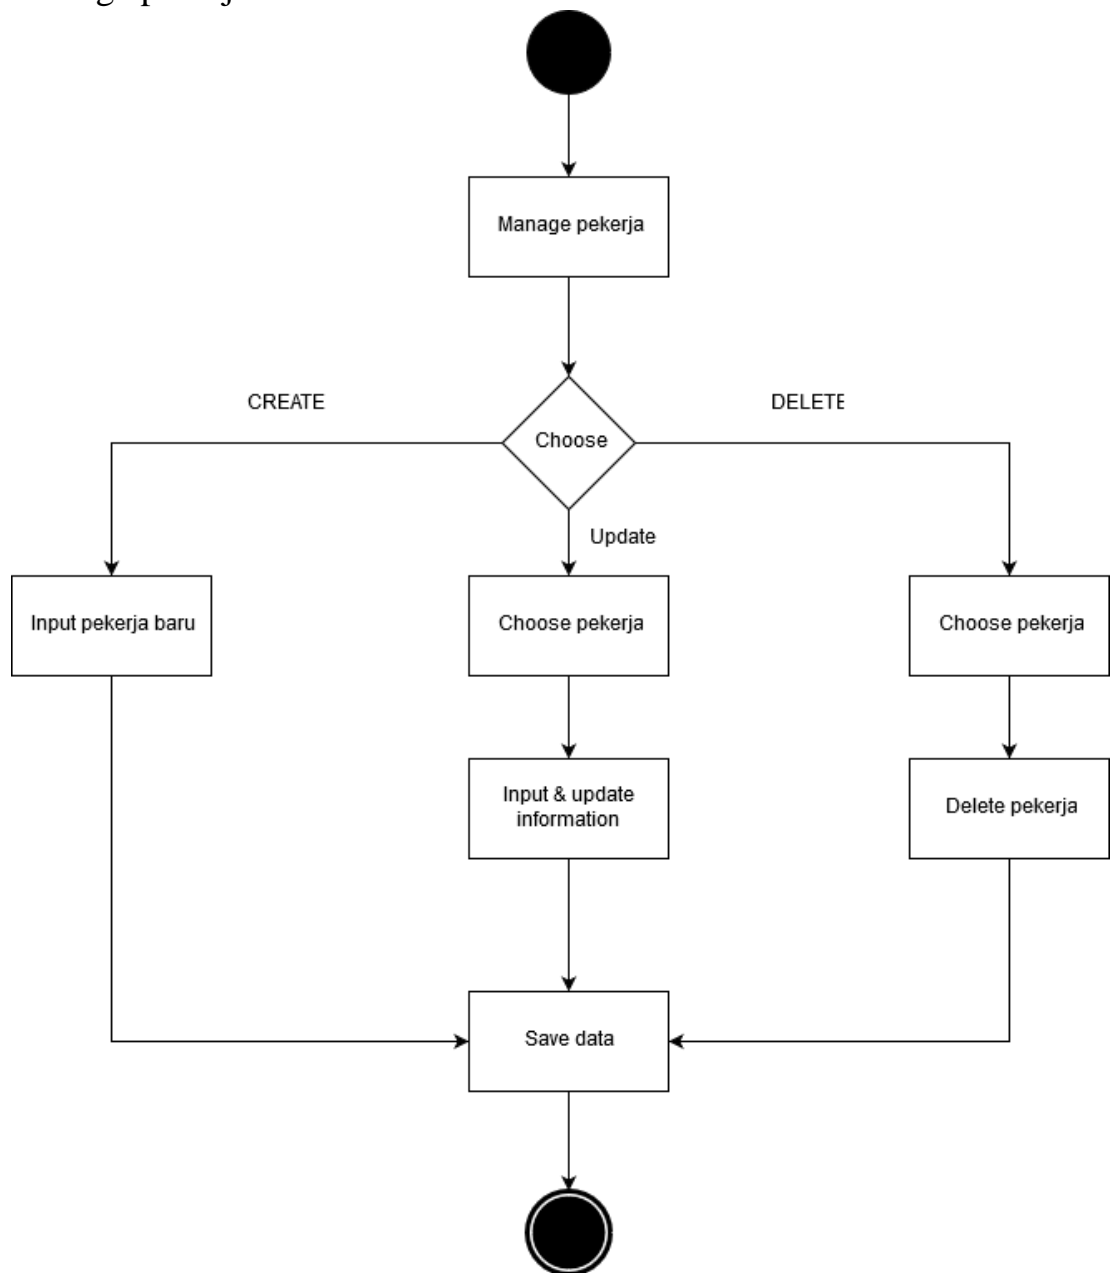 Manage pekerja
CREATE
DELETE
Choose
Update
Input pekerja baru
Choose pekerja
Choose pekerja
Input & update
information
Delete pekerja
Save data